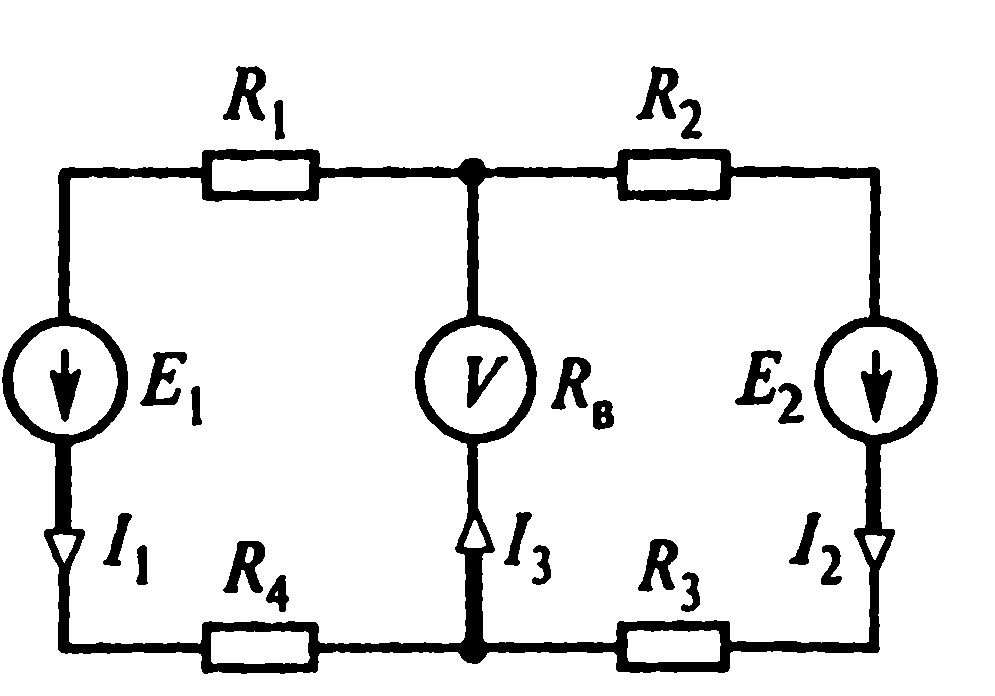 R1 R2
E1 V Rв E2
I1 I3 I2
R4 R3